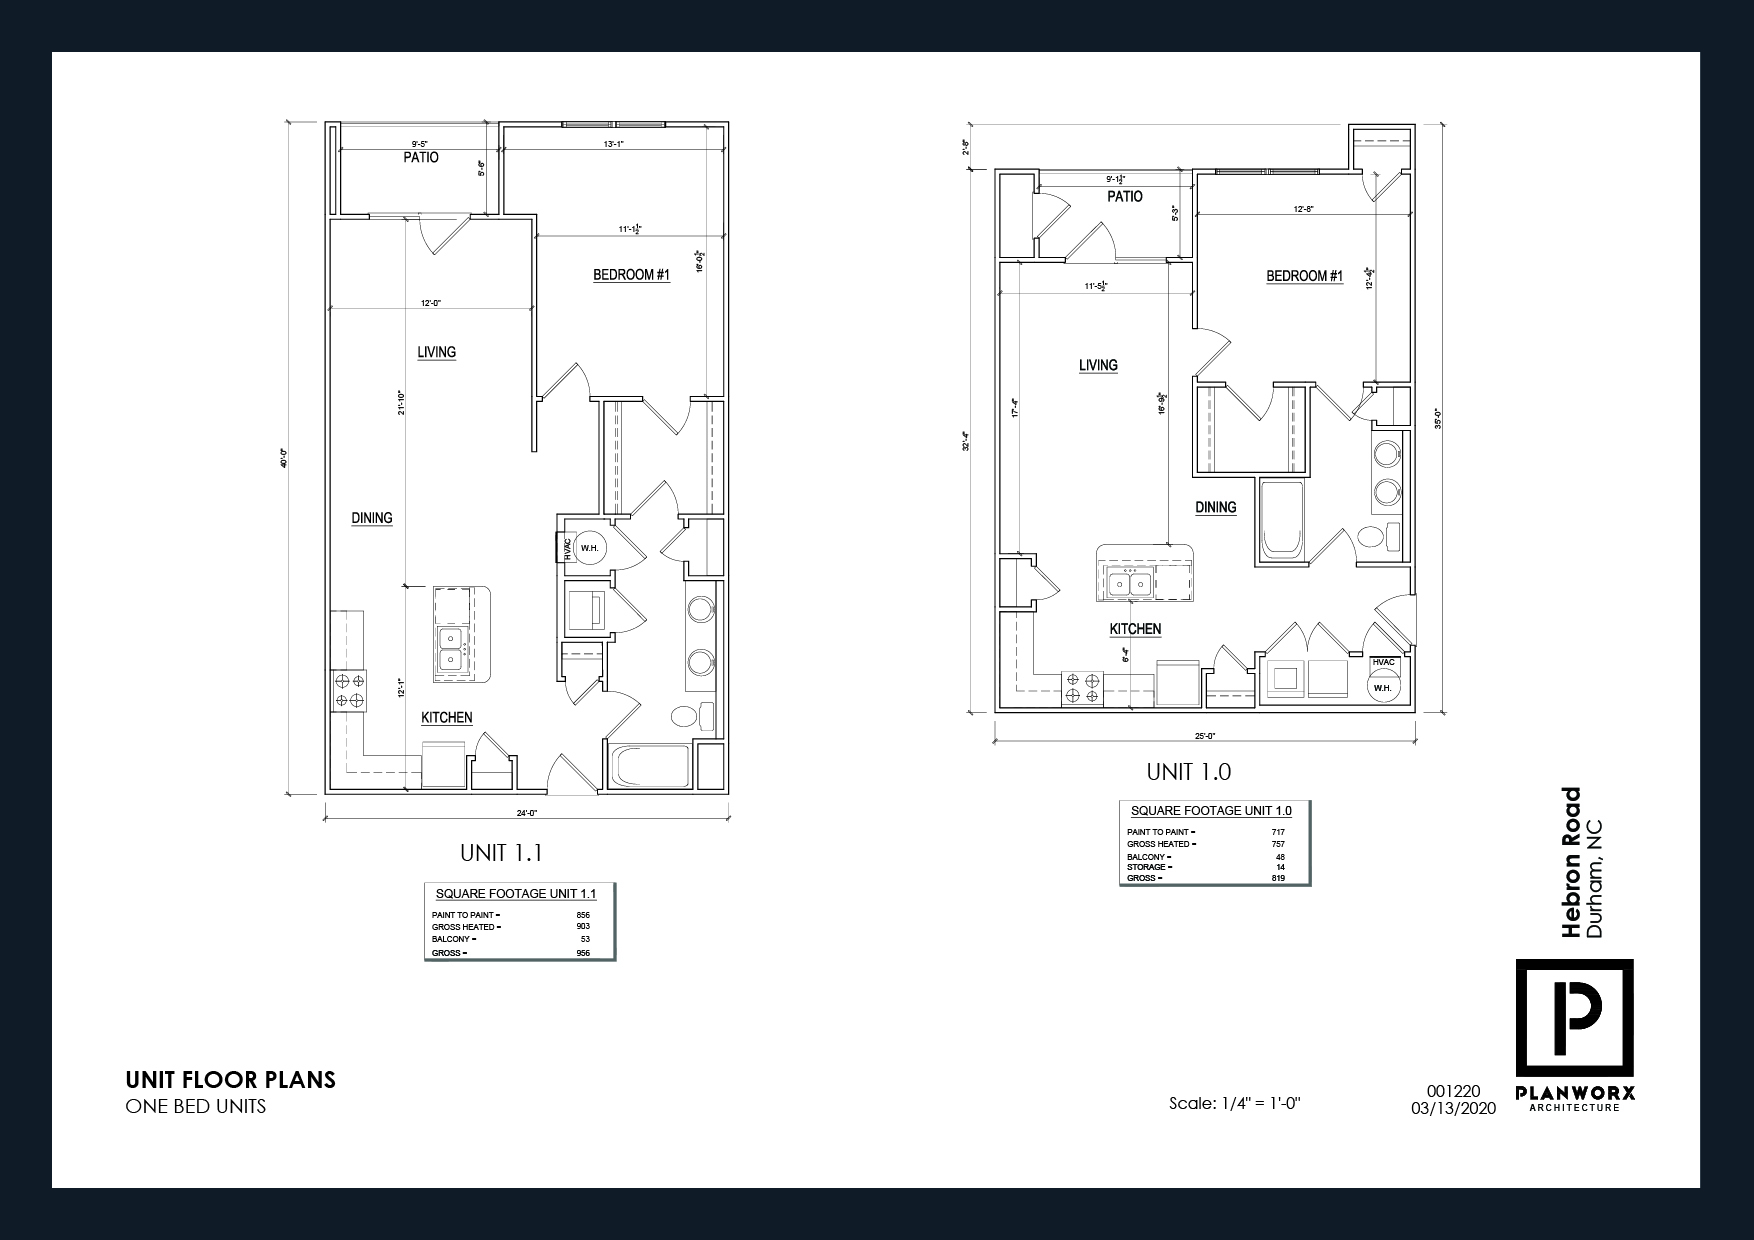 9'-5"
PATIO
5'-6"
13'-1"
11'-1½"
16'-0½"
BEDROOM #1
12'-0"
LIVING
21'-10"
40'-0"
DINING
HVAC
W.H.
12'-1"
KITCHEN
24'-0"
UNIT 1.1
SQUARE FOOTAGE UNIT 1.1
PAINT TO PAINT = 856
GROSS HEATED = 903
BALCONY = 53
GROSS = 956
2'-8"
9'-1½"
PATIO
5'-3"
12'-8"
BEDROOM #1
12'-4½"
11'-5½"
LIVING
17'-4"
16'-9½"
32'-4"
35'-0"
DINING
KITCHEN
6'-4"
HVAC
W.H.
25'-0"
UNIT 1.0
SQUARE FOOTAGE UNIT 1.0
PAINT TO PAINT = 717
GROSS HEATED = 757
BALCONY = 48
STORAGE = 14
GROSS = 819
Hebron Road
Durham, NC
UNIT FLOOR PLANS
ONE BED UNITS
Scale: 1/4" = 1'-0"
001220
03/13/2020
P
PLANWORX
ARCHITECTURE